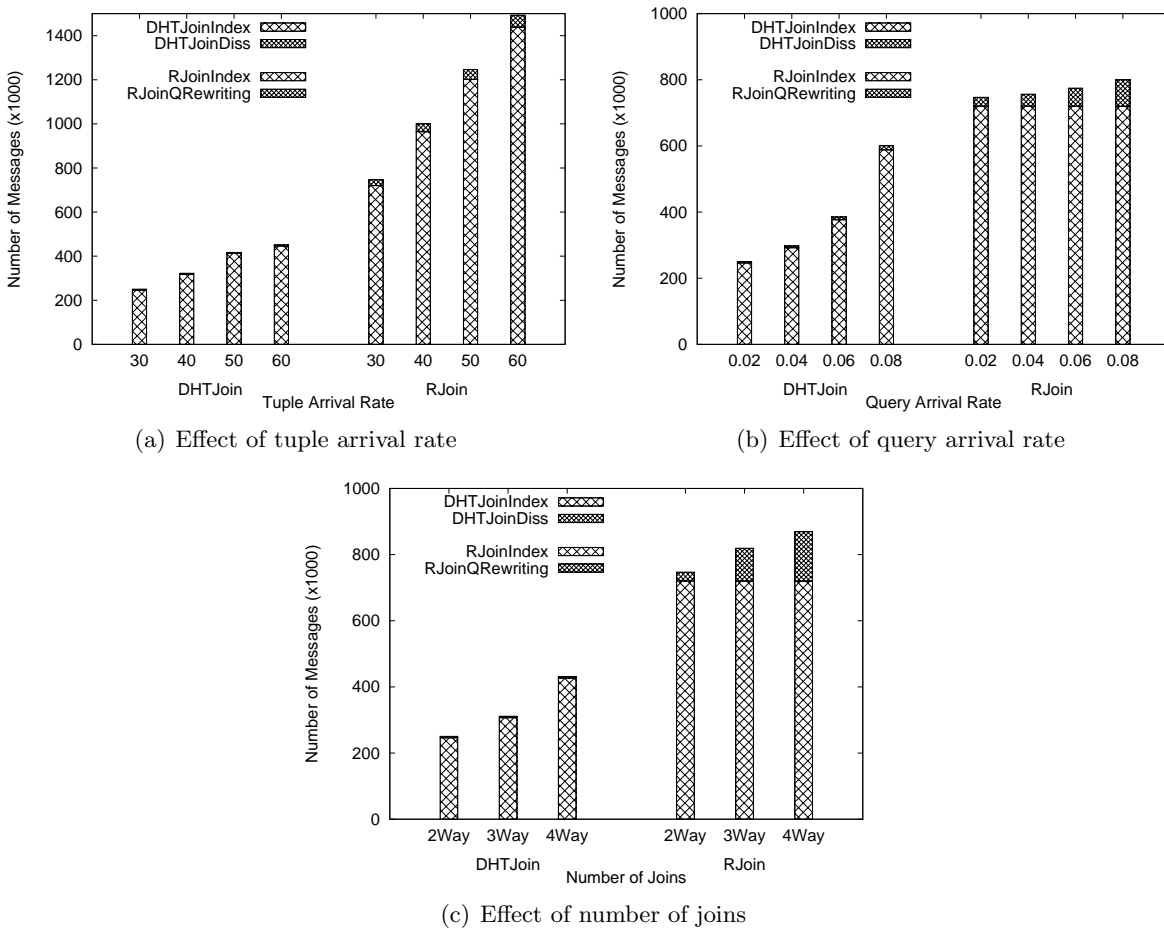 1400
1200
1000
800
600
400
200
0
Number of Messages (x1000)
DHTJoinIndex
DHTJoinDiss
RJoinIndex
RJoinQRewriting
30 40 50 60 30 40 50 60
DHTJoin RJoin
Tuple Arrival Rate
(a) Effect of tuple arrival rate
1000
800
600
400
200
0
Number of Messages (x1000)
DHTJoinIndex
DHTJoinDiss
RJoinIndex
RJoinQRewriting
0.02 0.04 0.06 0.08 0.02 0.04 0.06 0.08
DHTJoin RJoin
Query Arrival Rate
(b) Effect of query arrival rate
1000
800
600
400
200
0
Number of Messages (x1000)
DHTJoinIndex
DHTJoinDiss
RJoinIndex
RJoinQRewriting
2Way 3Way 4Way 2Way 3Way 4Way
DHTJoin RJoin
Number of Joins
(c) Effect of number of joins